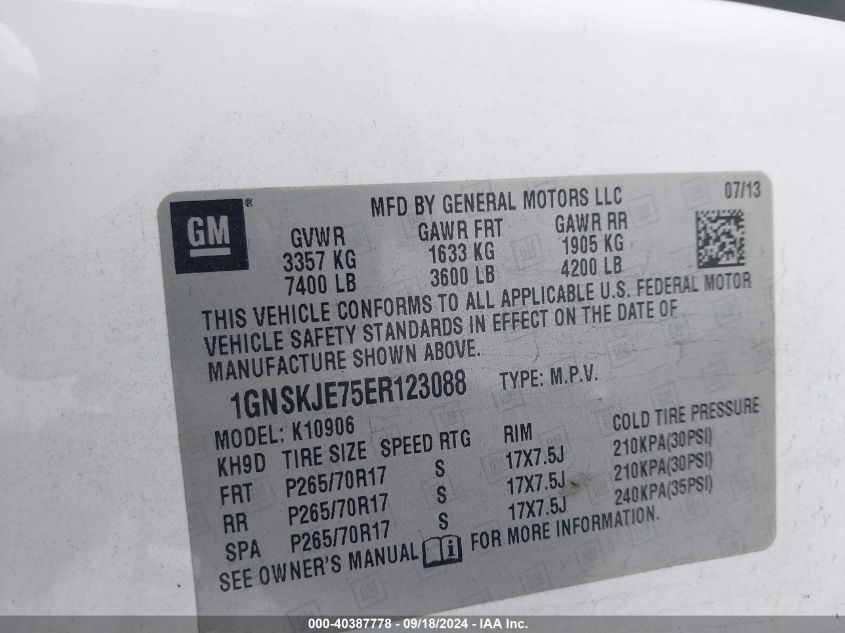 GM ®
MFD BY GENERAL MOTORS LLC 07/13
GVWR GAWR FRT GAWR RR
3357 KG 1633 KG 1905 KG
7400 LB 3600 LB 4200 LB
THIS VEHICLE CONFORMS TO ALL APPLICABLE U.S. FEDERAL MOTOR
VEHICLE SAFETY STANDARDS IN EFFECT ON THE DATE OF
MANUFACTURE SHOWN ABOVE.
1GNSKJE75ER123088 TYPE: M.P.V.
MODEL: K10906
KH9D TIRE SIZE SPEED RTG RIM COLD TIRE PRESSURE
FRT P265/70R17 S 17X7.5J 210KPA(30PSI)
RR P265/70R17 S 17X7.5J 210KPA(30PSI)
SPA P265/70R17 S 17X7.5J 240KPA(35PSI)
SEE OWNER'S MANUAL FOR MORE INFORMATION.
000-40387778 - 09/18/2024 - IAA Inc.